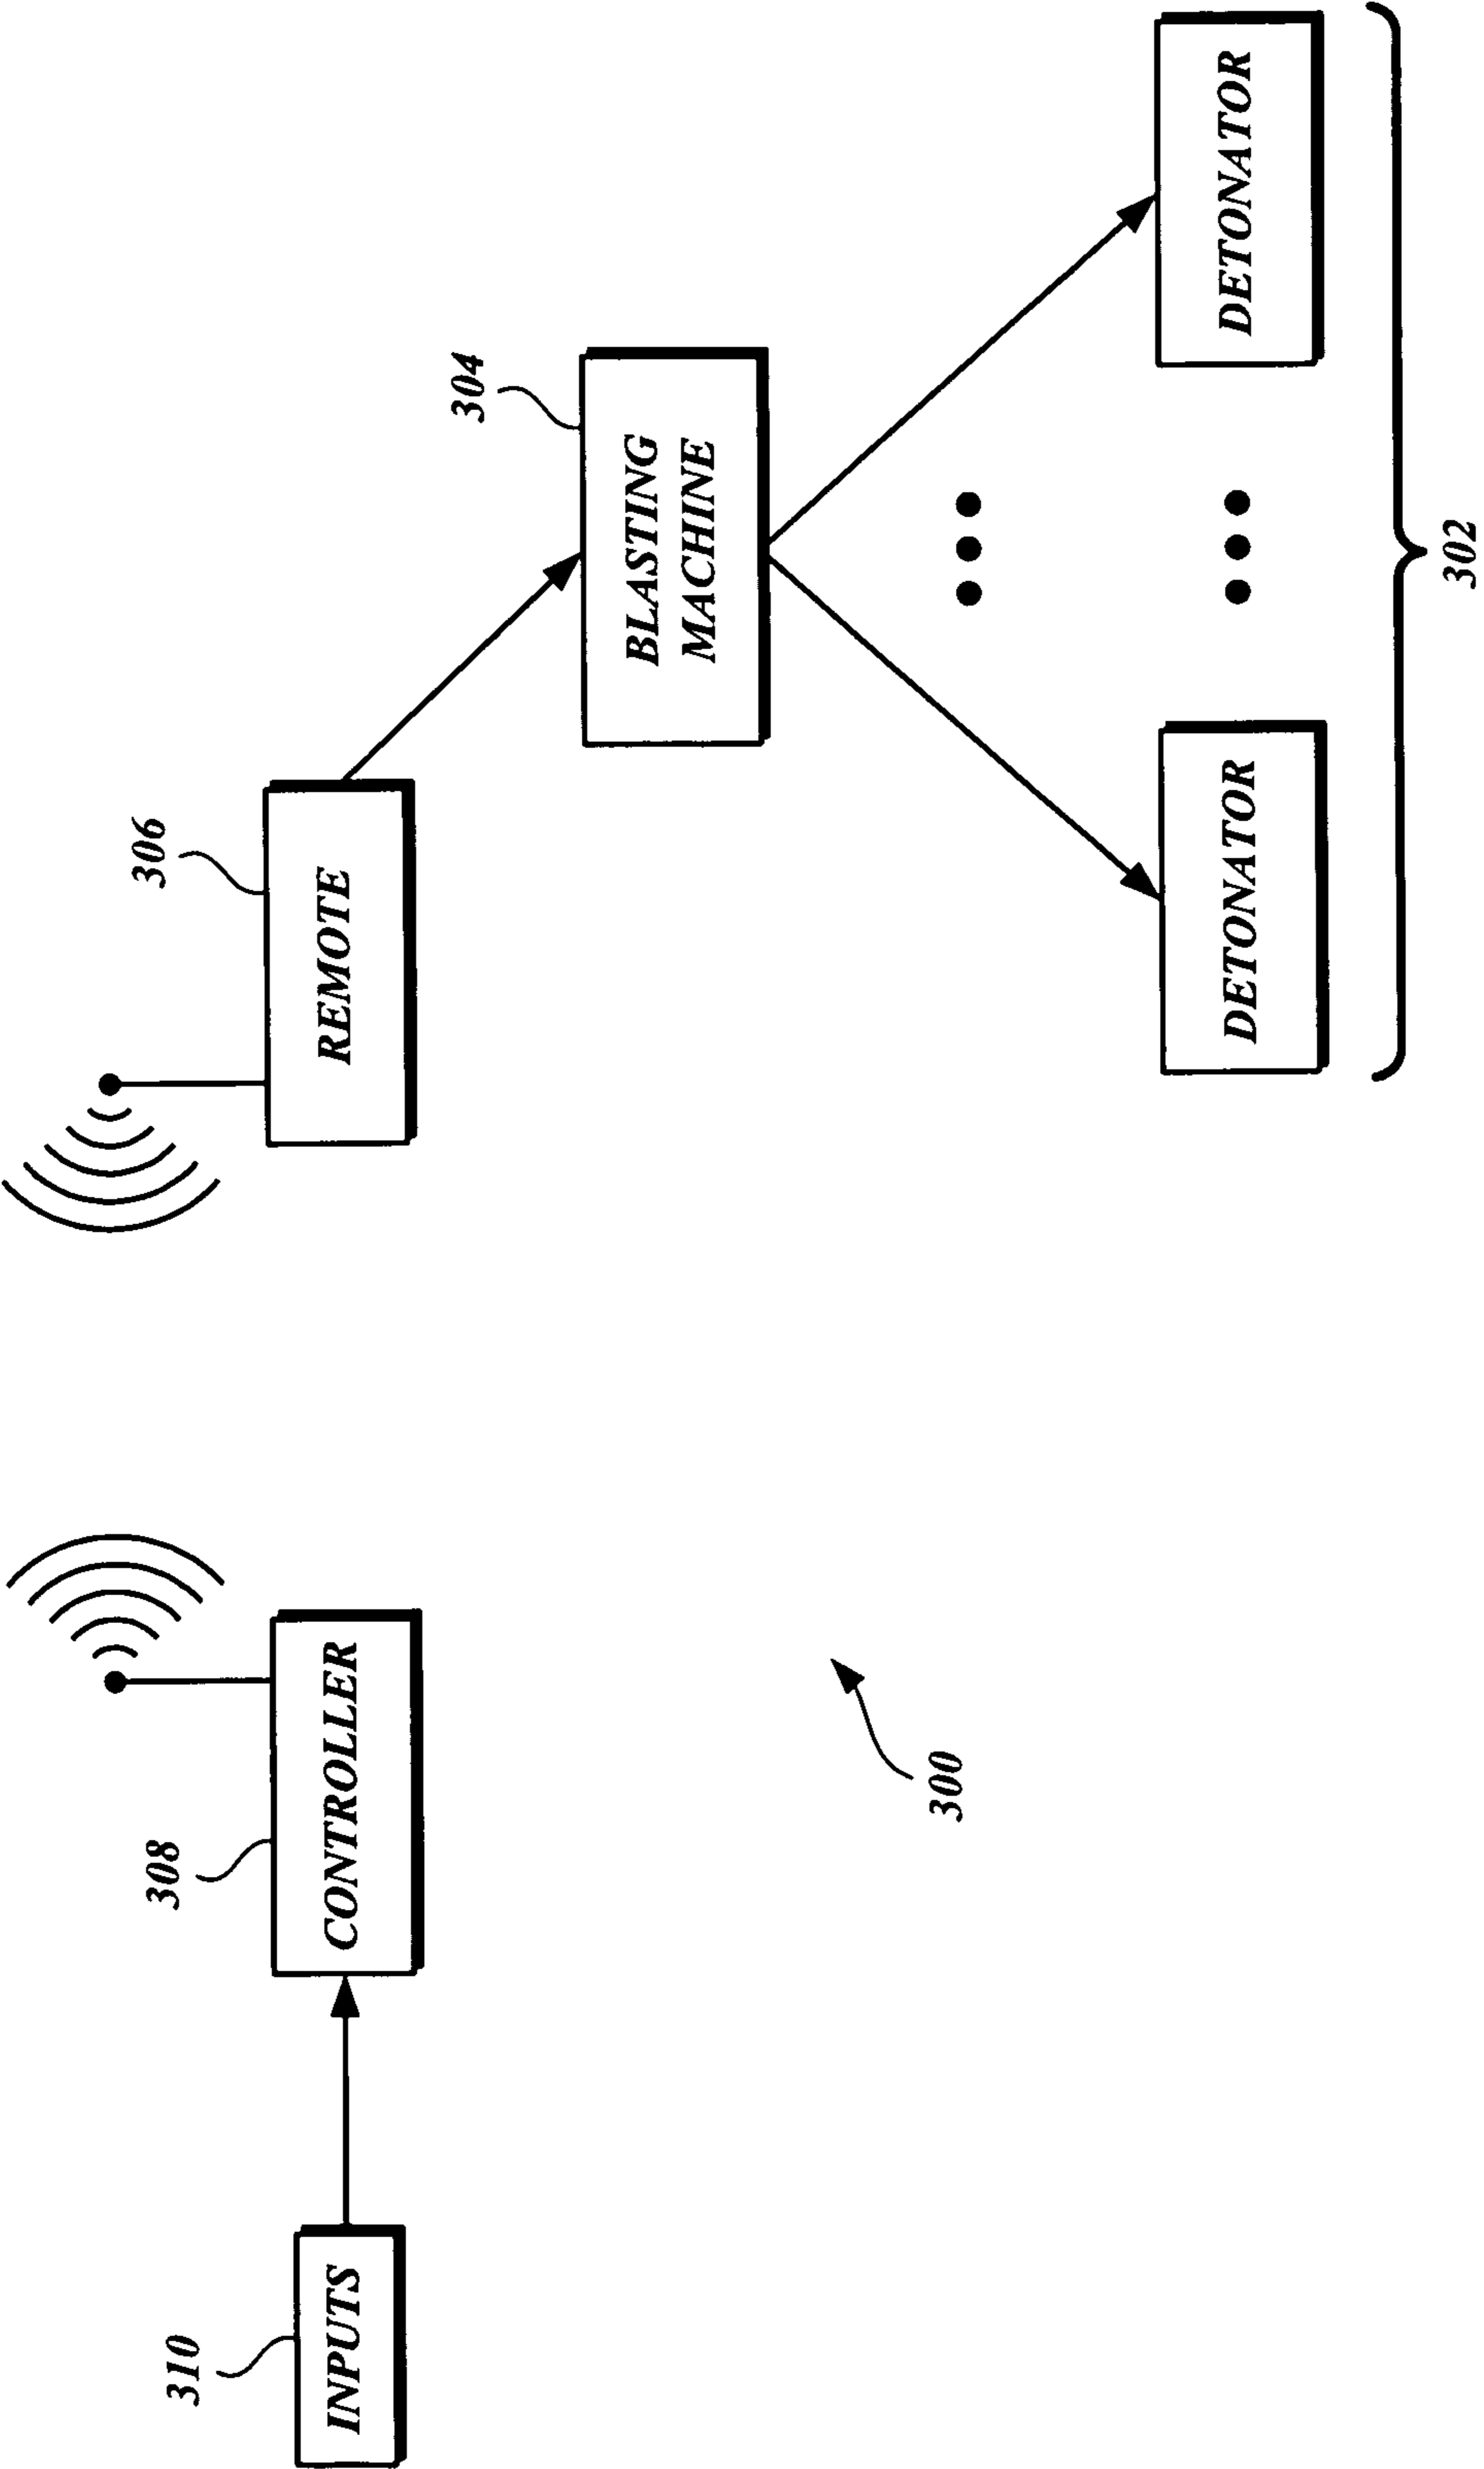 306
REMOTE
304
BLASTING
MACHINE
DETONATOR
DETONATOR
302
310
INPUTS
308
CONTROLLER
300